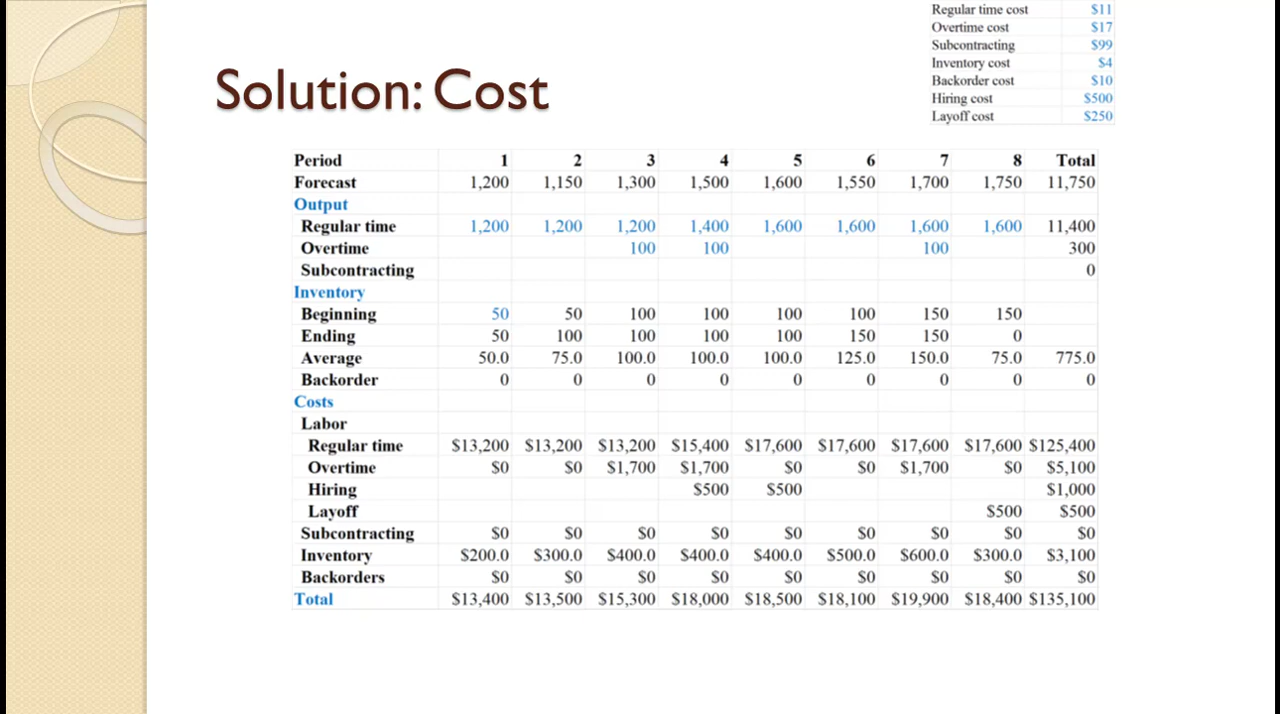 Regular time cost $11
Overtime cost $17
Subcontracting $99
Inventory cost $4
Backorder cost $10
Hiring cost $500
Layoff cost $250
Solution: Cost
Period 1 2 3 4 5 6 7 8 Total
Forecast 1,200 1,150 1,300 1,500 1,600 1,550 1,700 1,750 11,750
Output
Regular time 1,200 1,200 1,200 1,400 1,600 1,600 1,600 1,600 11,400
Overtime 100 100 100 300
Subcontracting 0
Inventory
Beginning 50 50 100 100 100 100 150 150
Ending 50 100 100 100 100 150 150 0
Average 50.0 75.0 100.0 100.0 100.0 125.0 150.0 75.0 775.0
Backorder 0 0 0 0 0 0 0 0 0
Costs
Labor
Regular time $13,200 $13,200 $13,200 $15,400 $17,600 $17,600 $17,600 $17,600 $125,400
Overtime $0 $0 $1,700 $1,700 $0 $0 $1,700 $0 $5,100
Hiring $500 $500 $1,000
Layoff $500 $500
Subcontracting $0 $0 $0 $0 $0 $0 $0 $0 $0
Inventory $200.0 $300.0 $400.0 $400.0 $400.0 $500.0 $600.0 $300.0 $3,100
Backorders $0 $0 $0 $0 $0 $0 $0 $0 $0
Total $13,400 $13,500 $15,300 $18,000 $18,500 $18,100 $19,900 $18,400 $135,100